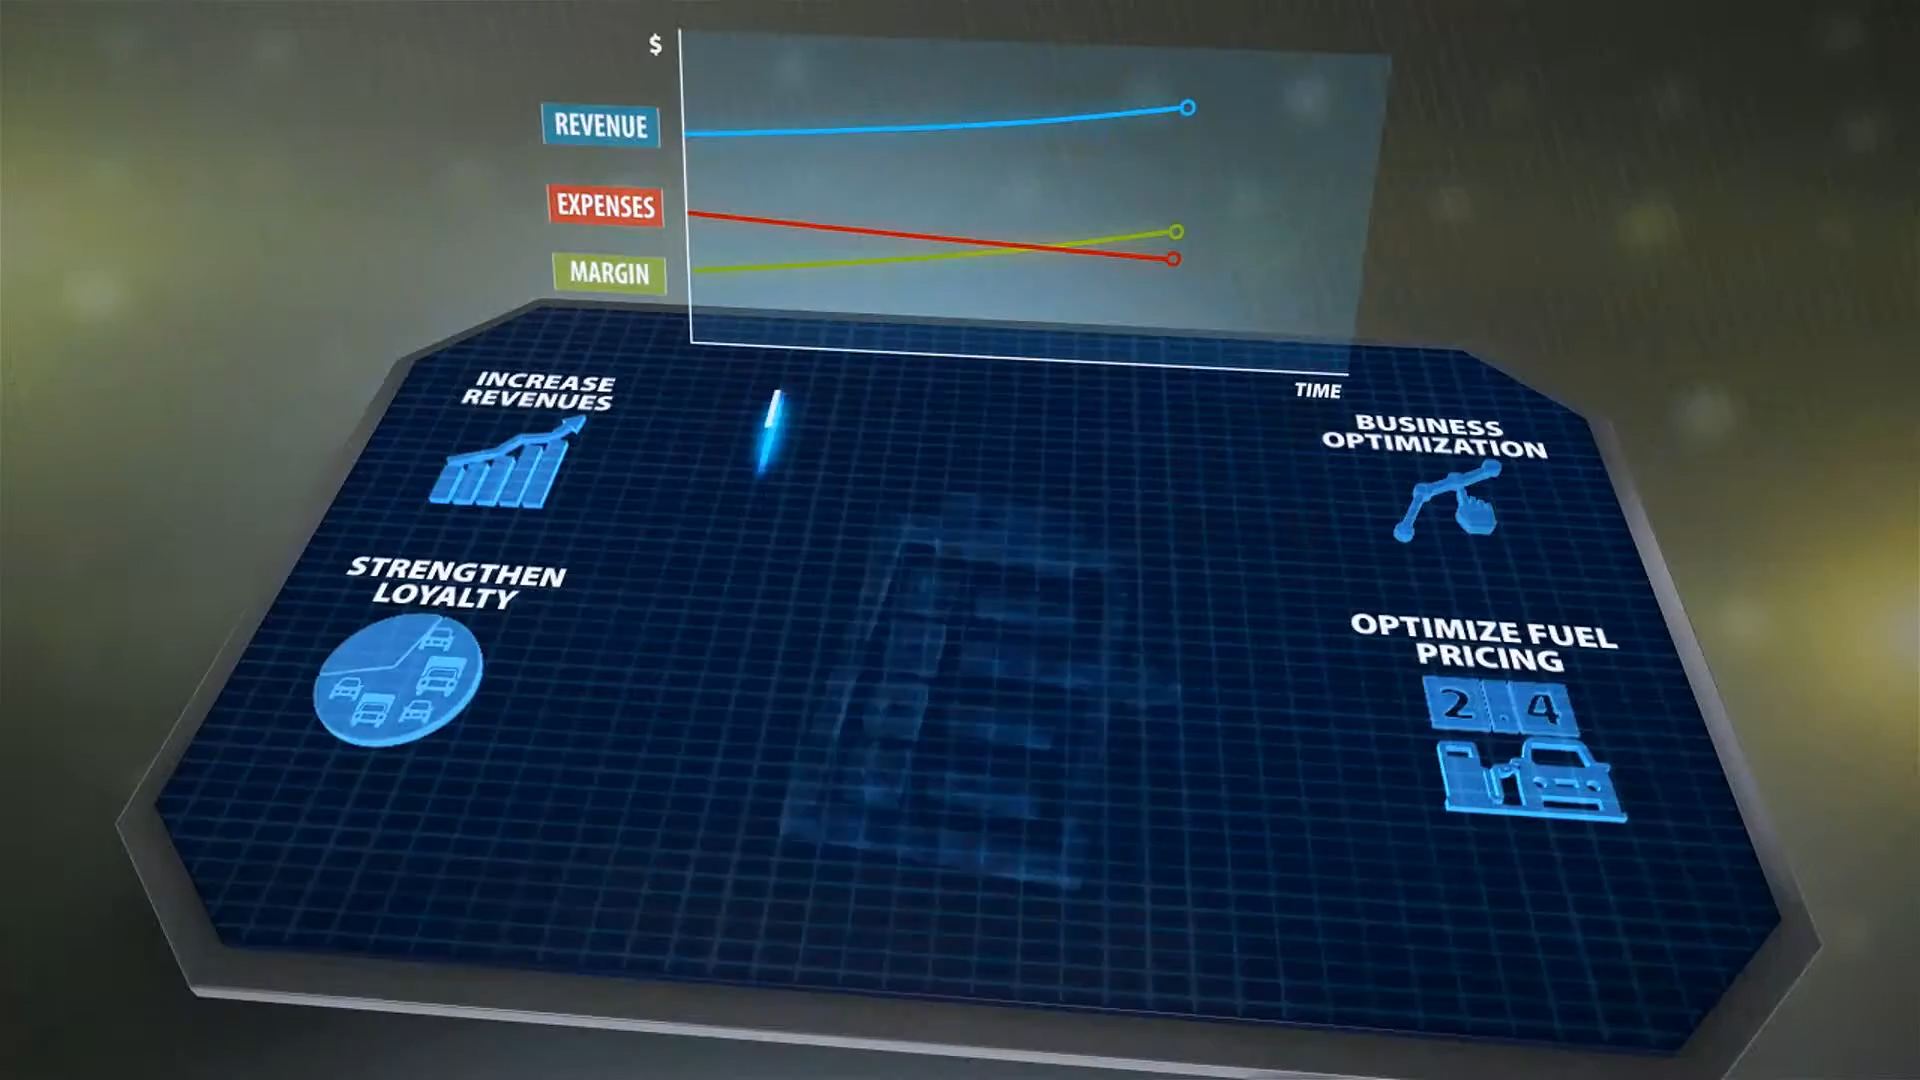 $
REVENUE
EXPENSES
MARGIN
TIME
INCREASE
REVENUES
BUSINESS
OPTIMIZATION
STRENGTHEN
LOYALTY
OPTIMIZE FUEL
PRICING
2.4